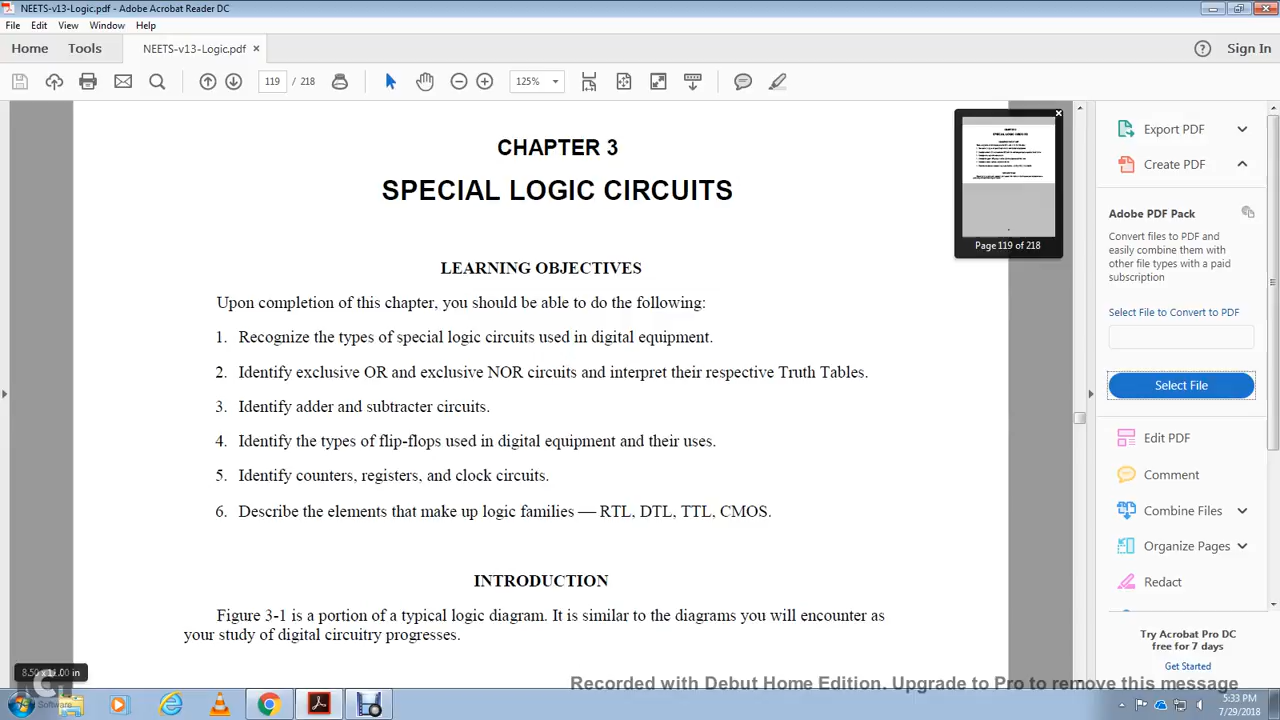 NEETS-v13-Logic.pdf - Adobe Acrobat Reader DC
File Edit View Window Help
Home Tools NEETS-v13-Logic.pdf × Sign In
119 / 218 125%
CHAPTER 3
SPECIAL LOGIC CIRCUITS
LEARNING OBJECTIVES
Upon completion of this chapter, you should be able to do the following:
1. Recognize the types of special logic circuits used in digital equipment.
2. Identify exclusive OR and exclusive NOR circuits and interpret their respective Truth Tables.
3. Identify adder and subtracter circuits.
4. Identify the types of flip-flops used in digital equipment and their uses.
5. Identify counters, registers, and clock circuits.
6. Describe the elements that make up logic families — RTL, DTL, TTL, CMOS.
INTRODUCTION
Figure 3-1 is a portion of a typical logic diagram. It is similar to the diagrams you will encounter as
your study of digital circuitry progresses.
8.50 x 11.00 in
Page 119 of 218
Export PDF
Create PDF
Adobe PDF Pack
Convert files to PDF and
easily combine them with
other file types with a paid
subscription
Select File to Convert to PDF
Select File
Edit PDF
Comment
Combine Files
Organize Pages
Redact
Try Acrobat Pro DC
free for 7 days
Get Started
Recorded with Debut Home Edition. Upgrade to Pro to remove this message
Software
5:33 PM
7/29/2018